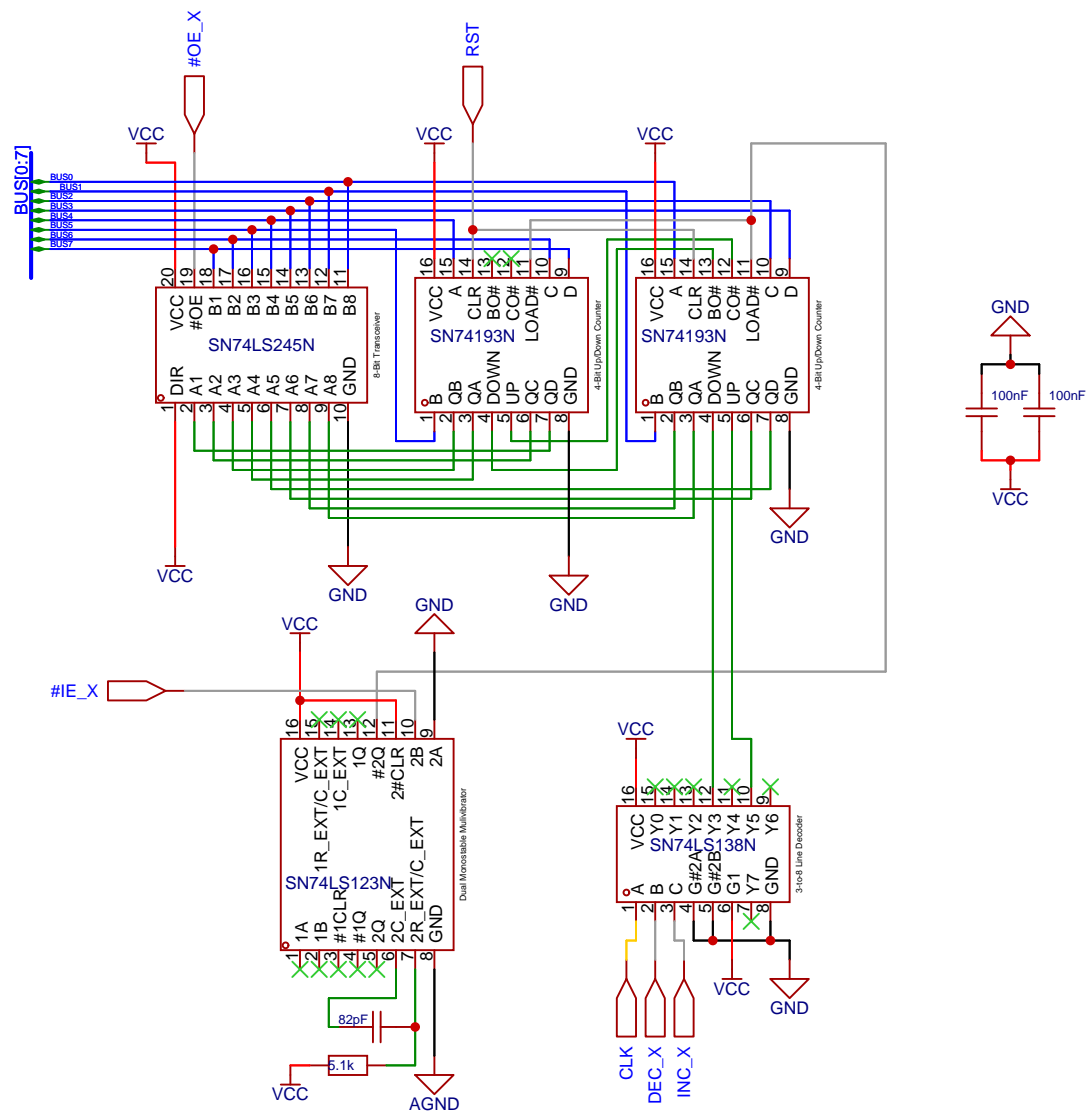 #OE_X
RST
VCC
VCC
VCC
BUS[0:7]
BUS0
BUS1
BUS2
BUS3
BUS4
BUS5
BUS6
BUS7
20 19 18 17 16 15 14 13 12 11
VCC #OE B1 B2 B3 B4 B5 B6 B7 B8
SN74LS245N
8-Bit Transceiver
DIR A1 A2 A3 A4 A5 A6 A7 A8 GND
1 2 3 4 5 6 7 8 9 10
VCC
GND
16 15 14 13 12 11 10 9
VCC A CLR BO# CO# LOAD# C D
SN74193N
4-Bit Up/Down Counter
B QB QA DOWN UP QC QD GND
1 2 3 4 5 6 7 8
GND
16 15 14 13 12 11 10 9
VCC A CLR BO# CO# LOAD# C D
SN74193N
4-Bit Up/Down Counter
B QB QA DOWN UP QC QD GND
1 2 3 4 5 6 7 8
GND
GND
100nF
100nF
VCC
VCC
GND
#IE_X
16 15 14 13 12 11 10 9
VCC 1R_EXT/C_EXT 1C_EXT 1Q #2Q 2#CLR 2B 2A
SN74LS123N
Dual Monostable Mulivibrator
1A 1B #1CLR #1Q 2Q 2C_EXT 2R_EXT/C_EXT GND
1 2 3 4 5 6 7 8
82pF
5.1k
VCC
AGND
VCC
16 15 14 13 12 11 10 9
VCC Y0 Y1 Y2 Y3 Y4 Y5 Y6
SN74LS138N
3-to-8 Line Decoder
A B C G#2A G#2B G1 Y7 GND
1 2 3 4 5 6 7 8
VCC
GND
CLK
DEC_X
INC_X